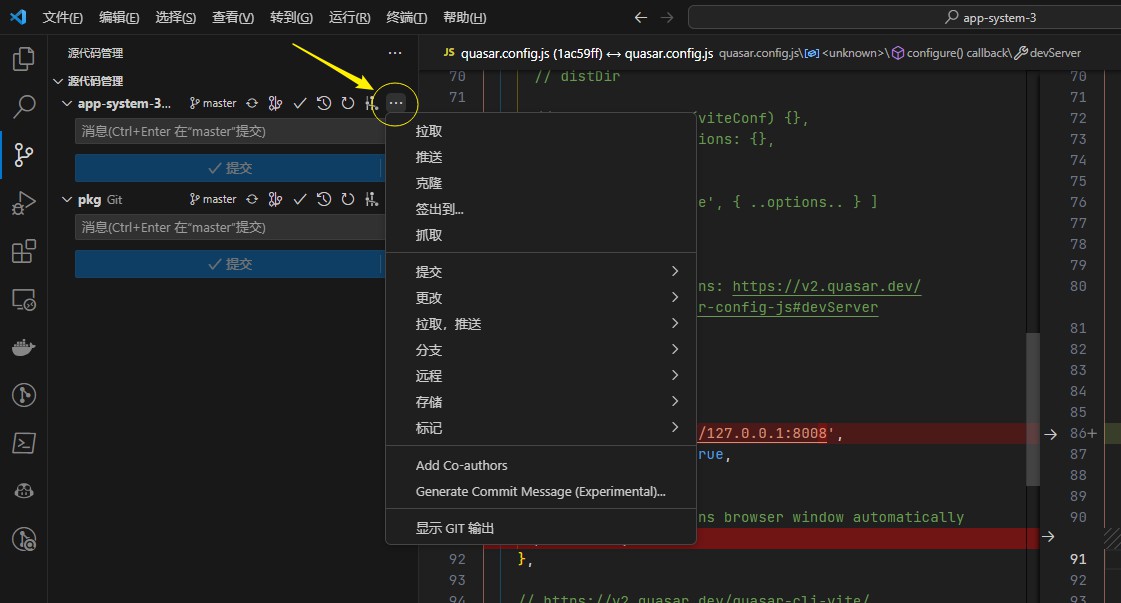 文件(F) 编辑(E) 选择(S) 查看(V) 转到(G) 运行(R) 终端(T) 帮助(H) app-system-3
源代码管理
JS quasar.config.js (1ac59ff) ↔ quasar.config.js quasar.config.js\ <unknown>\ configure() callback\ devServer
源代码管理
app-system-3... master
消息(Ctrl+Enter 在“master”提交)
提交
pkg Git master
消息(Ctrl+Enter 在“master”提交)
提交
拉取
推送
克隆
签出到...
抓取
提交
更改
拉取，推送
分支
远程
存储
标记
Add Co-authors
Generate Commit Message (Experimental)...
显示 GIT 输出
70 // distDir 70
71 71
viteConf) {}, 72
ions: {}, 73
74
75
e', { ..options.. } ] 76
77
78
79
ns: https://v2.quasar.dev/ 80
r-config-js#devServer
81
82
83
84
85
/127.0.0.1:8008', 86+
rue, 87
88
89
ns browser window automatically 90
92 }, 91
93 92
94 // https://v2.quasar.dev/quasar-cli-vite/ 93